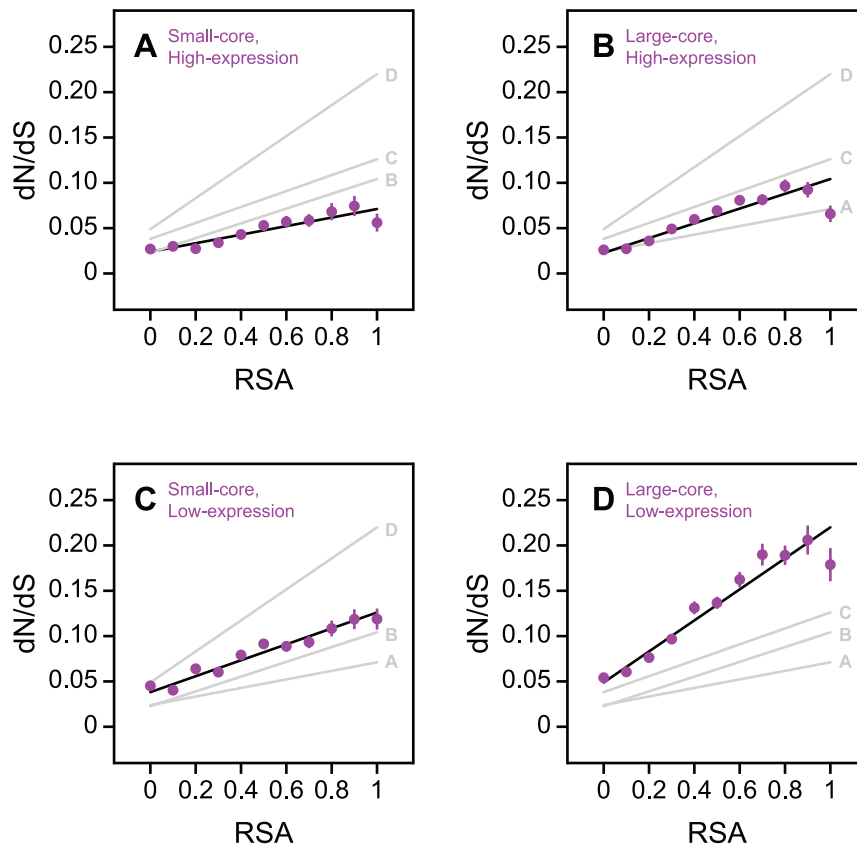 A
Small-core,
High-expression
dN/dS
0.25
0.20
0.15
0.10
0.05
0
D
C
B
0
0.2
0.4
0.6
0.8
1
RSA
B
Large-core,
High-expression
dN/dS
0.25
0.20
0.15
0.10
0.05
0
D
C
A
0
0.2
0.4
0.6
0.8
1
RSA
C
Small-core,
Low-expression
dN/dS
0.25
0.20
0.15
0.10
0.05
0
D
B
A
0
0.2
0.4
0.6
0.8
1
RSA
D
Large-core,
Low-expression
dN/dS
0.25
0.20
0.15
0.10
0.05
0
C
B
A
0
0.2
0.4
0.6
0.8
1
RSA